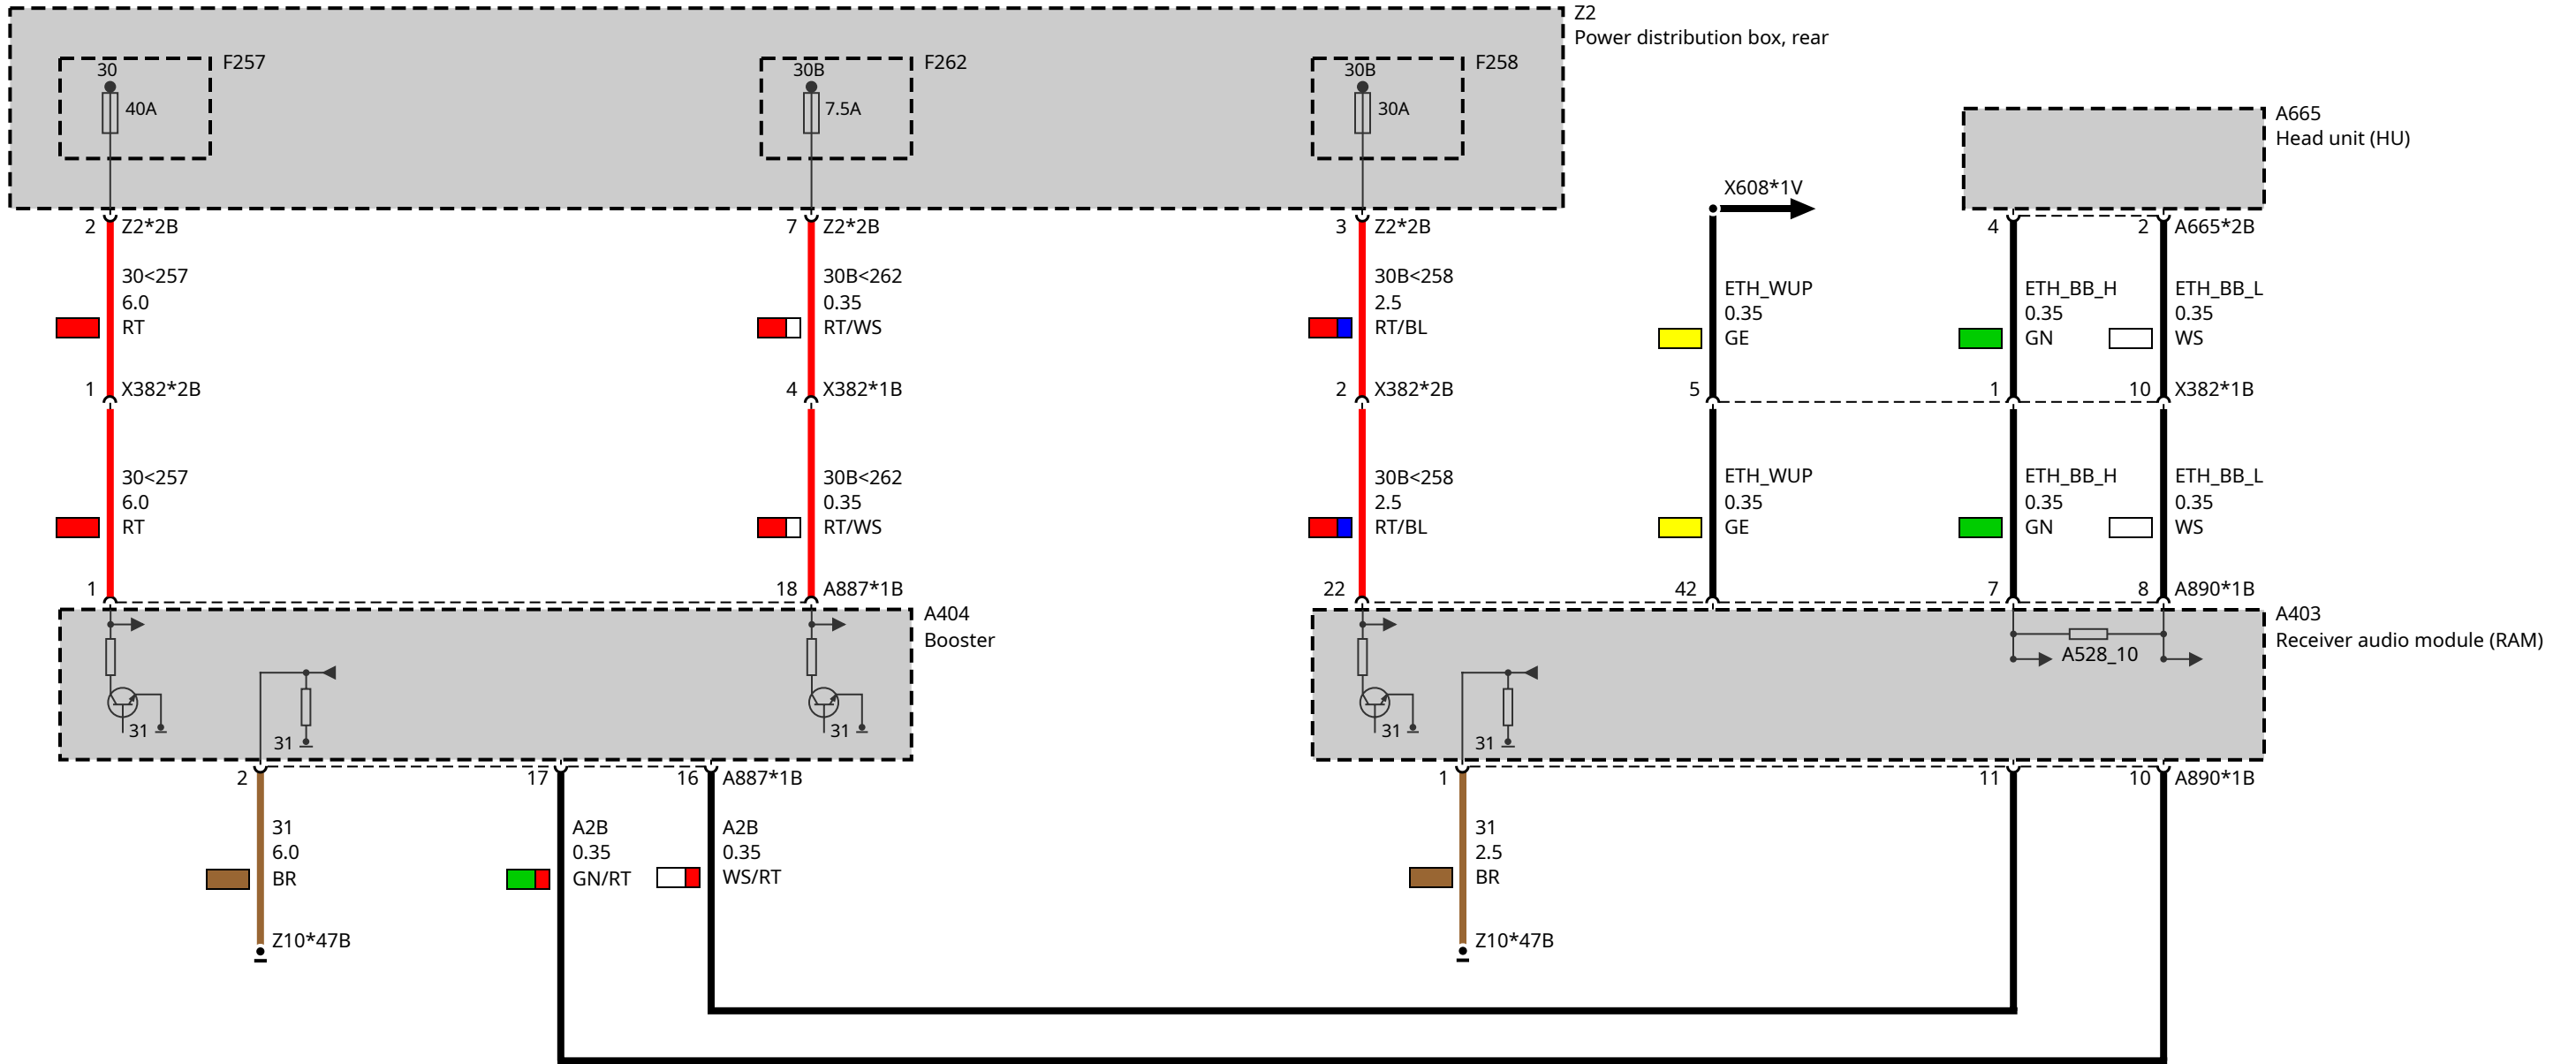 Z2
Power distribution box, rear
F257
F262
F258
30
30B
30B
40A
7.5A
30A
A665
Head unit (HU)
X608*1V
2 Z2*2B
7 Z2*2B
3 Z2*2B
4
2 A665*2B
30<257
6.0
RT
30B<262
0.35
RT/WS
30B<258
2.5
RT/BL
ETH_WUP
0.35
GE
ETH_BB_H
0.35
GN
ETH_BB_L
0.35
WS
1 X382*2B
4 X382*1B
2 X382*2B
5
1
10 X382*1B
30<257
6.0
RT
30B<262
0.35
RT/WS
30B<258
2.5
RT/BL
ETH_WUP
0.35
GE
ETH_BB_H
0.35
GN
ETH_BB_L
0.35
WS
1
18 A887*1B
22
42
7
8 A890*1B
A404
Booster
A403
Receiver audio module (RAM)
A528_10
31
31
31
31
31
2
17
16 A887*1B
1
11
10 A890*1B
31
6.0
BR
A2B
0.35
GN/RT
A2B
0.35
WS/RT
31
2.5
BR
Z10*47B
Z10*47B